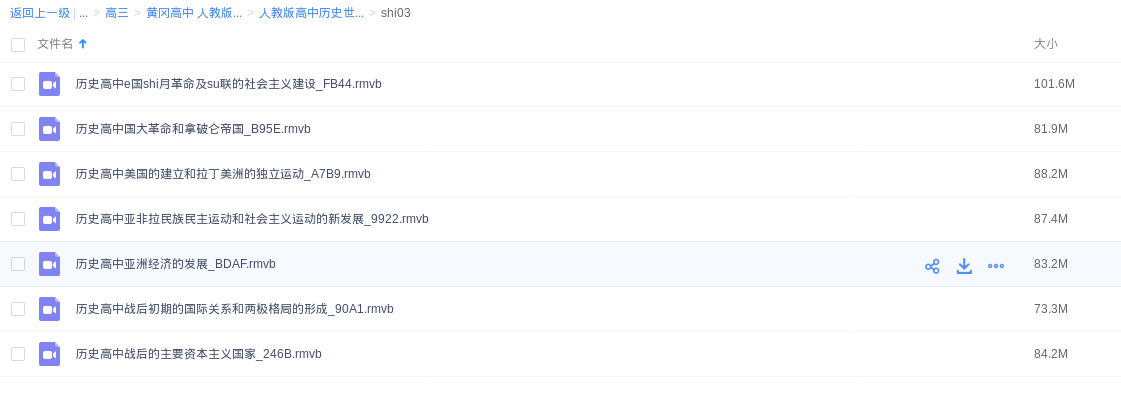 返回上一级 | ... > 高三 > 黄冈高中 人教版... > 人教版高中历史世... > shi03
文件名 大小
历史高中e国shi月革命及su联的社会主义建设_FB44.rmvb 101.6M
历史高中国大革命和拿破仑帝国_B95E.rmvb 81.9M
历史高中美国的建立和拉丁美洲的独立运动_A7B9.rmvb 88.2M
历史高中亚非拉民族民主运动和社会主义运动的新发展_9922.rmvb 87.4M
历史高中亚洲经济的发展_BDAF.rmvb 83.2M
历史高中战后初期的国际关系和两极格局的形成_90A1.rmvb 73.3M
历史高中战后的主要资本主义国家_246B.rmvb 84.2M